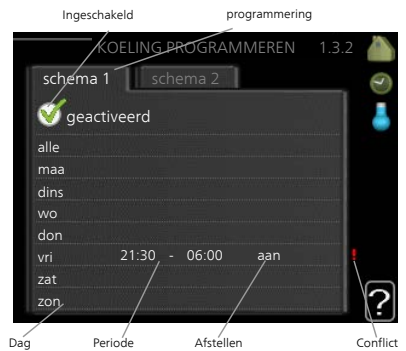 Ingeschakeld programmering
KOELING PROGRAMMEREN 1.3.2
schema 1 schema 2
geactiveerd
alle
maa
dins
wo
don
vri 21:30 - 06:00 aan !
zat
zon
?
Dag Periode Afstellen Conflict